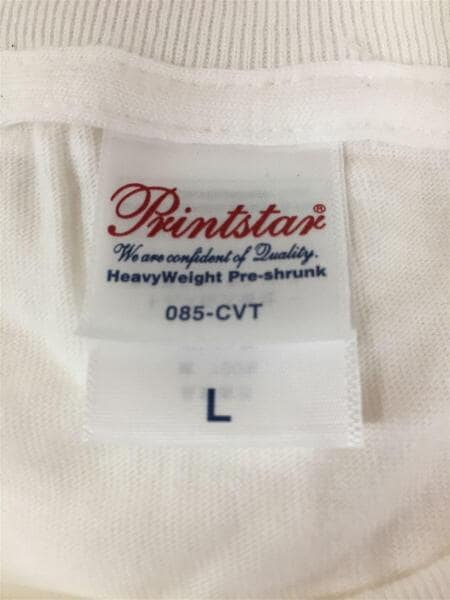 Printstar®
We are confident of Quality.
HeavyWeight Pre-shrunk
085-CVT
L